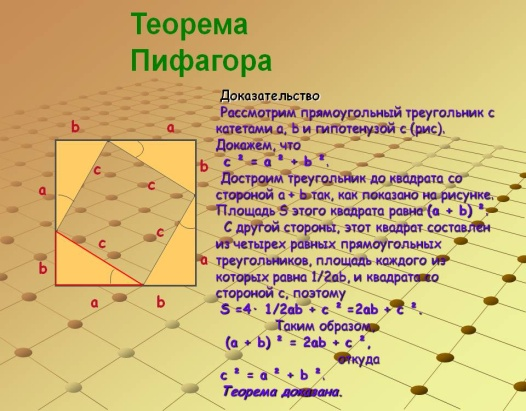 Теорема
Пифагора
Доказательство
Рассмотрим прямоугольный треугольник с
катетами a, b и гипотенузой c (рис).
Докажем, что
c ² = a ² + b ².
Достроим треугольник до квадрата со
стороной a + b так, как показано на рисунке.
Площадь S этого квадрата равна (a + b) ².
С другой стороны, этот квадрат составлен
из четырех равных прямоугольных
треугольников, площадь каждого из
которых равна 1/2ab, и квадрата со
стороной c, поэтому
S =4· 1/2ab + c ² =2ab + c ².
Таким образом,
(a + b) ² = 2ab + c ²,
откуда
c ² = a ² + b ².
Теорема доказана.
b a
b
c
c
a
c c
b a
a b